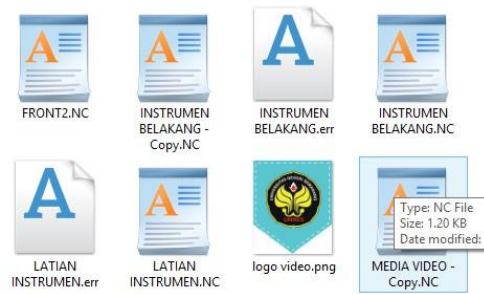 FRONT2.NC
INSTRUMEN
BELAKANG -
Copy.NC
INSTRUMEN
BELAKANG.err
INSTRUMEN
BELAKANG.NC
LATIAN
INSTRUMEN.err
LATIAN
INSTRUMEN.NC
logo video.png
MEDIA VIDEO -
Copy.NC
Type: NC File
Size: 1.20 KB
Date modified: